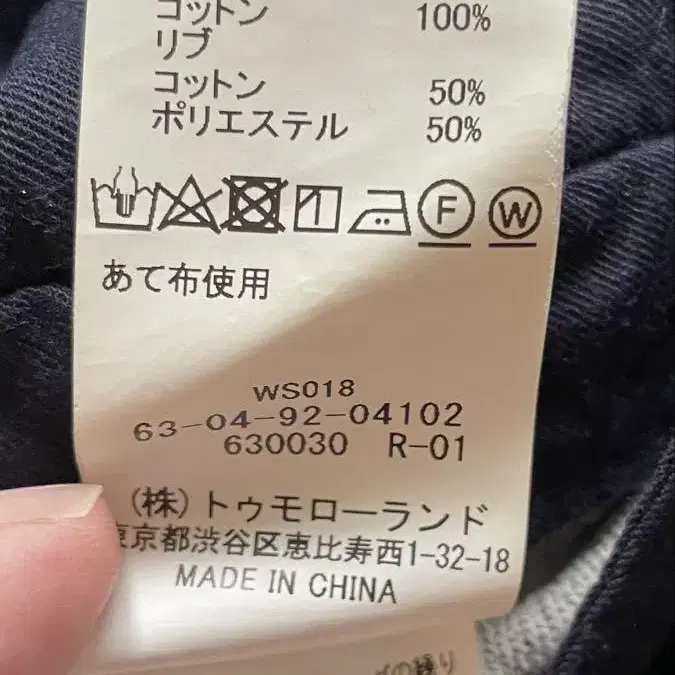 コットン 100%
リブ
コットン 50%
ポリエステル 50%
F W
あて布使用
WS018
63-04-92-04102
630030 R-01
(株)トゥモローランド
東京都渋谷区恵比寿西1-32-18
MADE IN CHINA